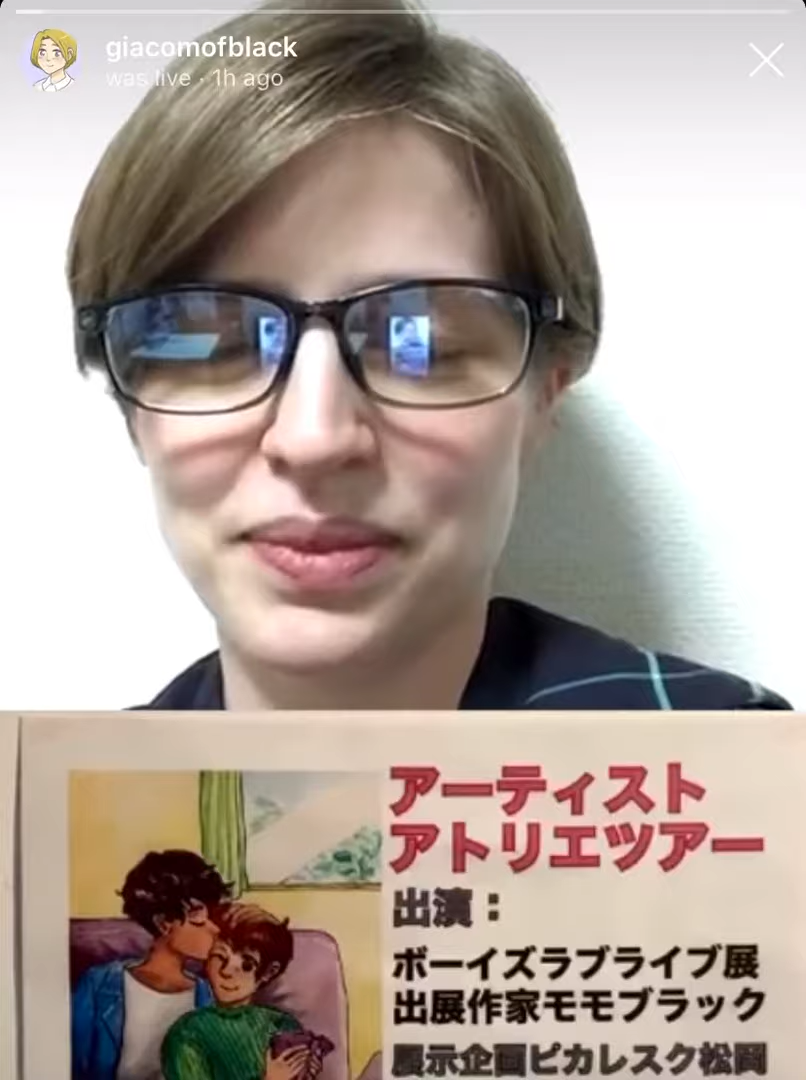 giacomofblack
was live · 1h ago
アーティスト
アトリエツアー
出演：
ボーイズラブライブ展
出展作家モモブラック
展示企画ピカレスク松岡